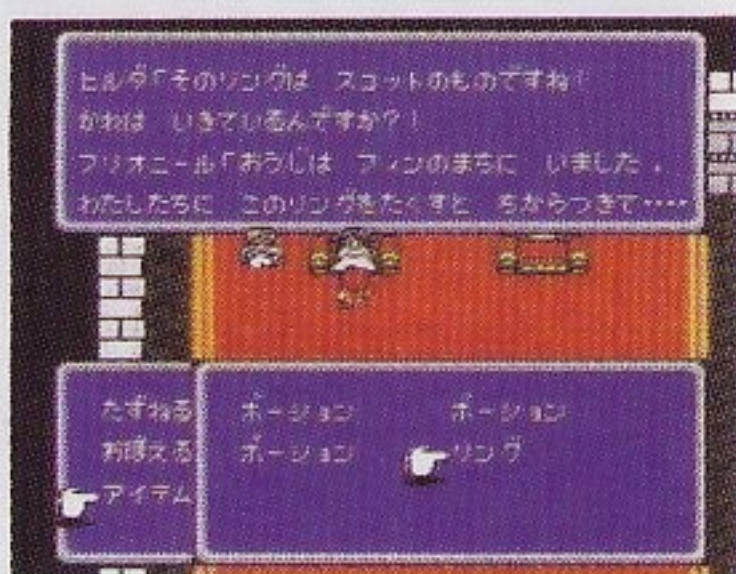 ヒルダ「そのリングは スコットのものですね!
かれは いきているんですか?!
フリオニール「おうじは フィンのまちに いました.
わたしたちに このリングをたくすと ちからつきて‥‥
たずねる
おぼえる
アイテム
ポーション ポーション
ポーション リング